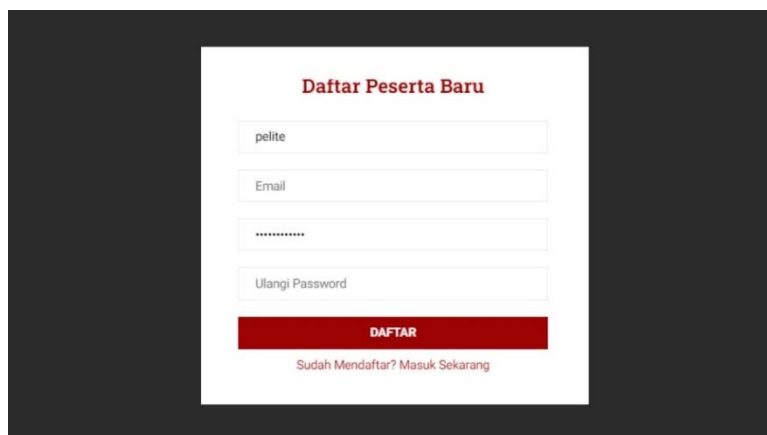 Daftar Peserta Baru
pelite
Email
••••••••••••
Ulangi Password
DAFTAR
Sudah Mendaftar? Masuk Sekarang